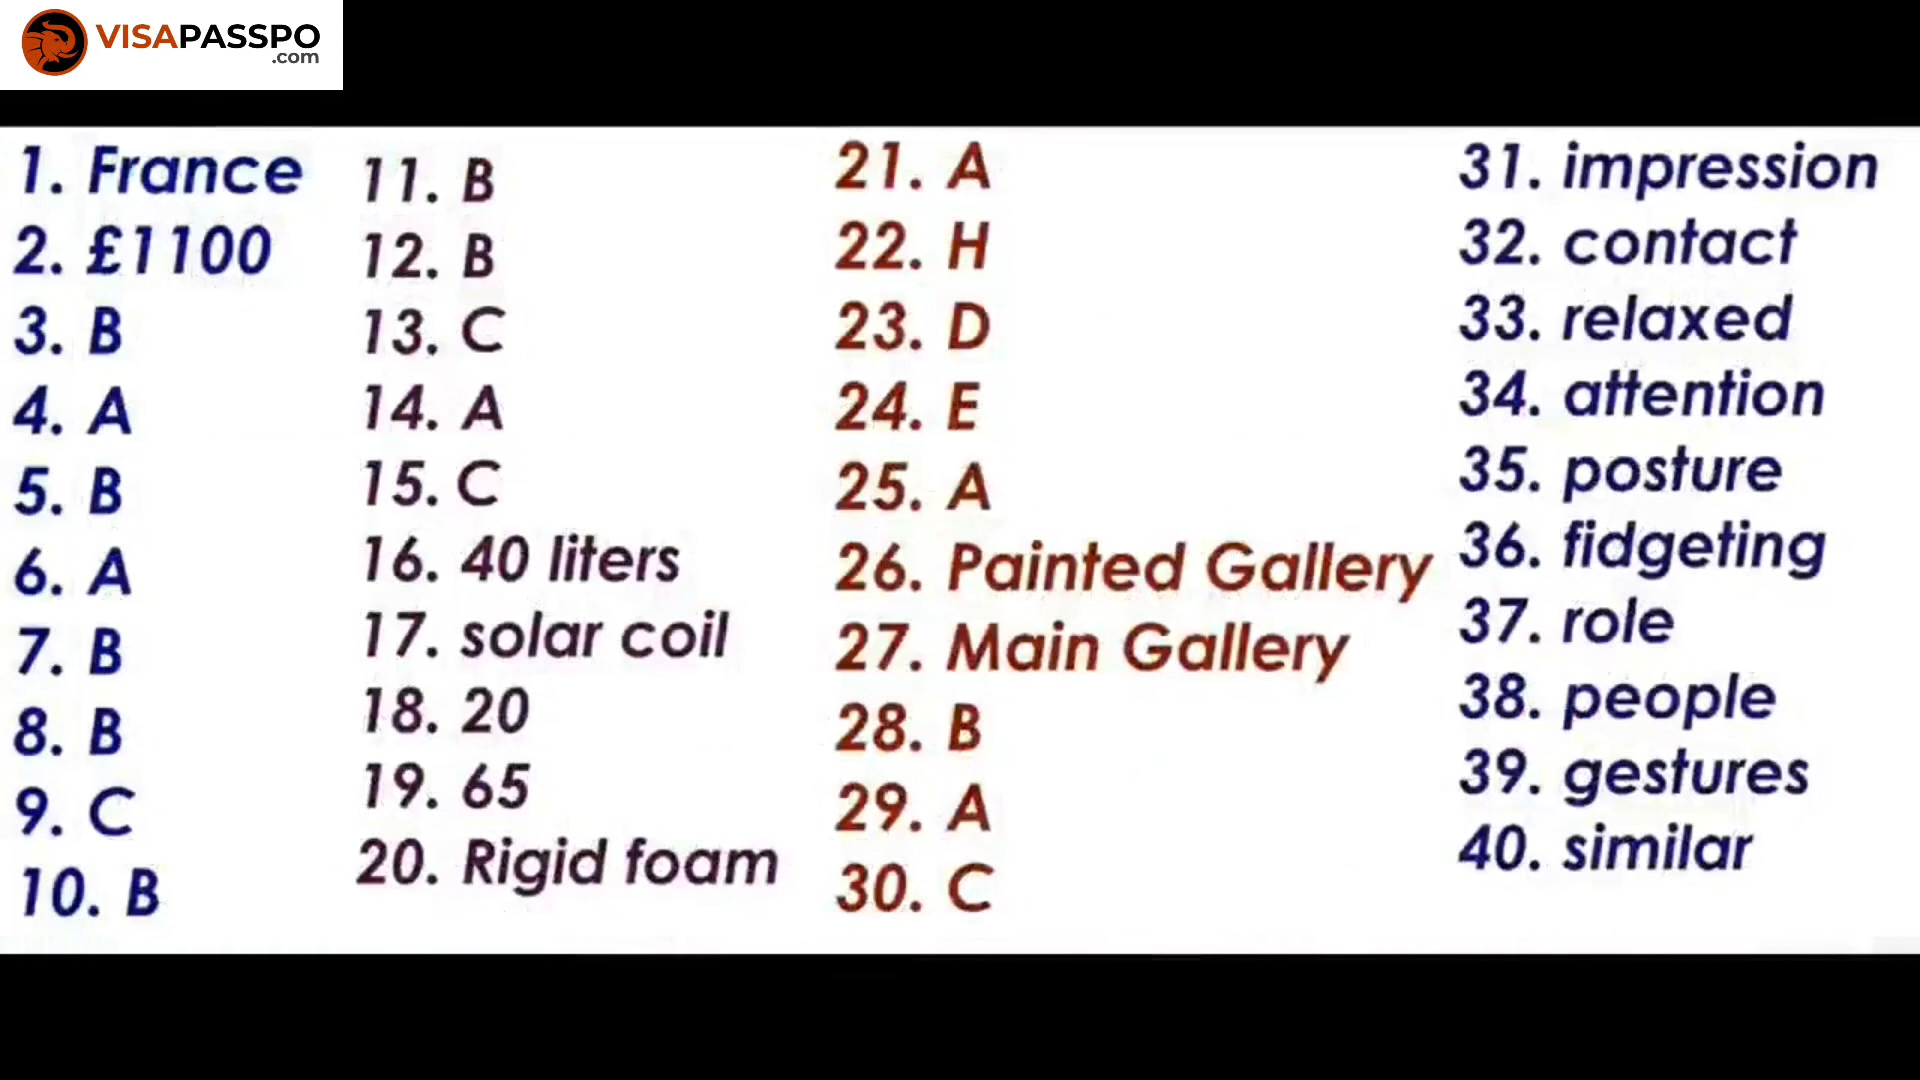 VISAPASSPO
.com
1. France
2. £1100
3. B
4. A
5. B
6. A
7. B
8. B
9. C
10. B
11. B
12. B
13. C
14. A
15. C
16. 40 liters
17. solar coil
18. 20
19. 65
20. Rigid foam
21. A
22. H
23. D
24. E
25. A
26. Painted Gallery
27. Main Gallery
28. B
29. A
30. C
31. impression
32. contact
33. relaxed
34. attention
35. posture
36. fidgeting
37. role
38. people
39. gestures
40. similar